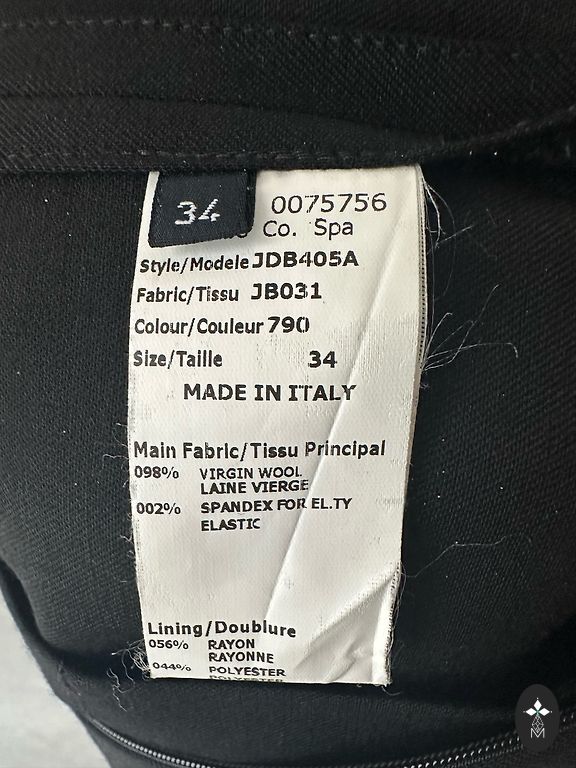 34
0075756
Co. Spa
Style/Modele JDB405A
Fabric/Tissu JB031
Colour/Couleur 790
Size/Taille 34
MADE IN ITALY
Main Fabric/Tissu Principal
098% VIRGIN WOOL
LAINE VIERGE
002% SPANDEX FOR EL.TY
ELASTIC
Lining/Doublure
056% RAYON
RAYONNE
044% POLYESTER
POLYESTER
M